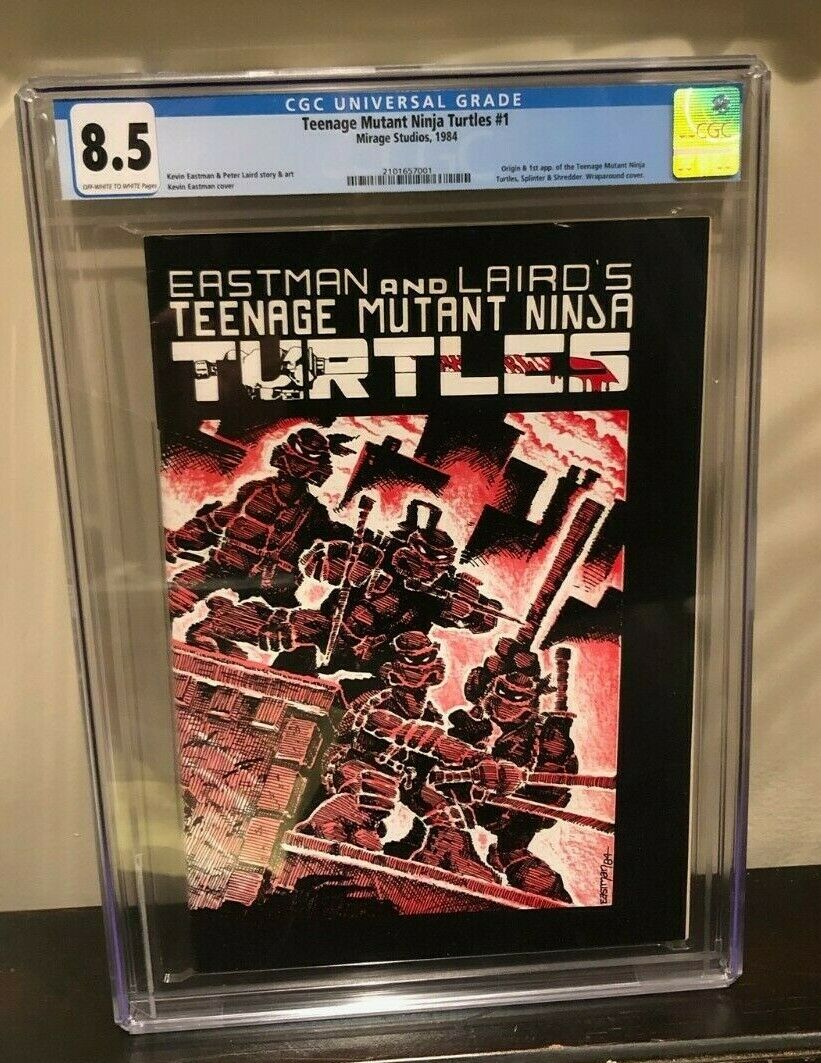 CGC UNIVERSAL GRADE
8.5
OFF-WHITE TO WHITE Pages
Teenage Mutant Ninja Turtles #1
Mirage Studios, 1984
Kevin Eastman & Peter Laird story & art
Kevin Eastman cover
2101657001
Origin & 1st app. of the Teenage Mutant Ninja
Turtles, Splinter & Shredder. Wraparound cover.
CGC
EASTMAN AND LAIRD'S
TEENAGE MUTANT NINJA
TURTLES
EASTMAN/84